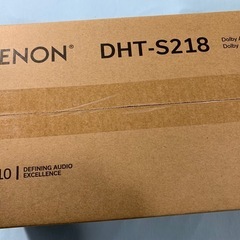 ENON® DHT-S218
Dolby A
Dolby
10 | DEFINING AUDIO
EXCELLENCE